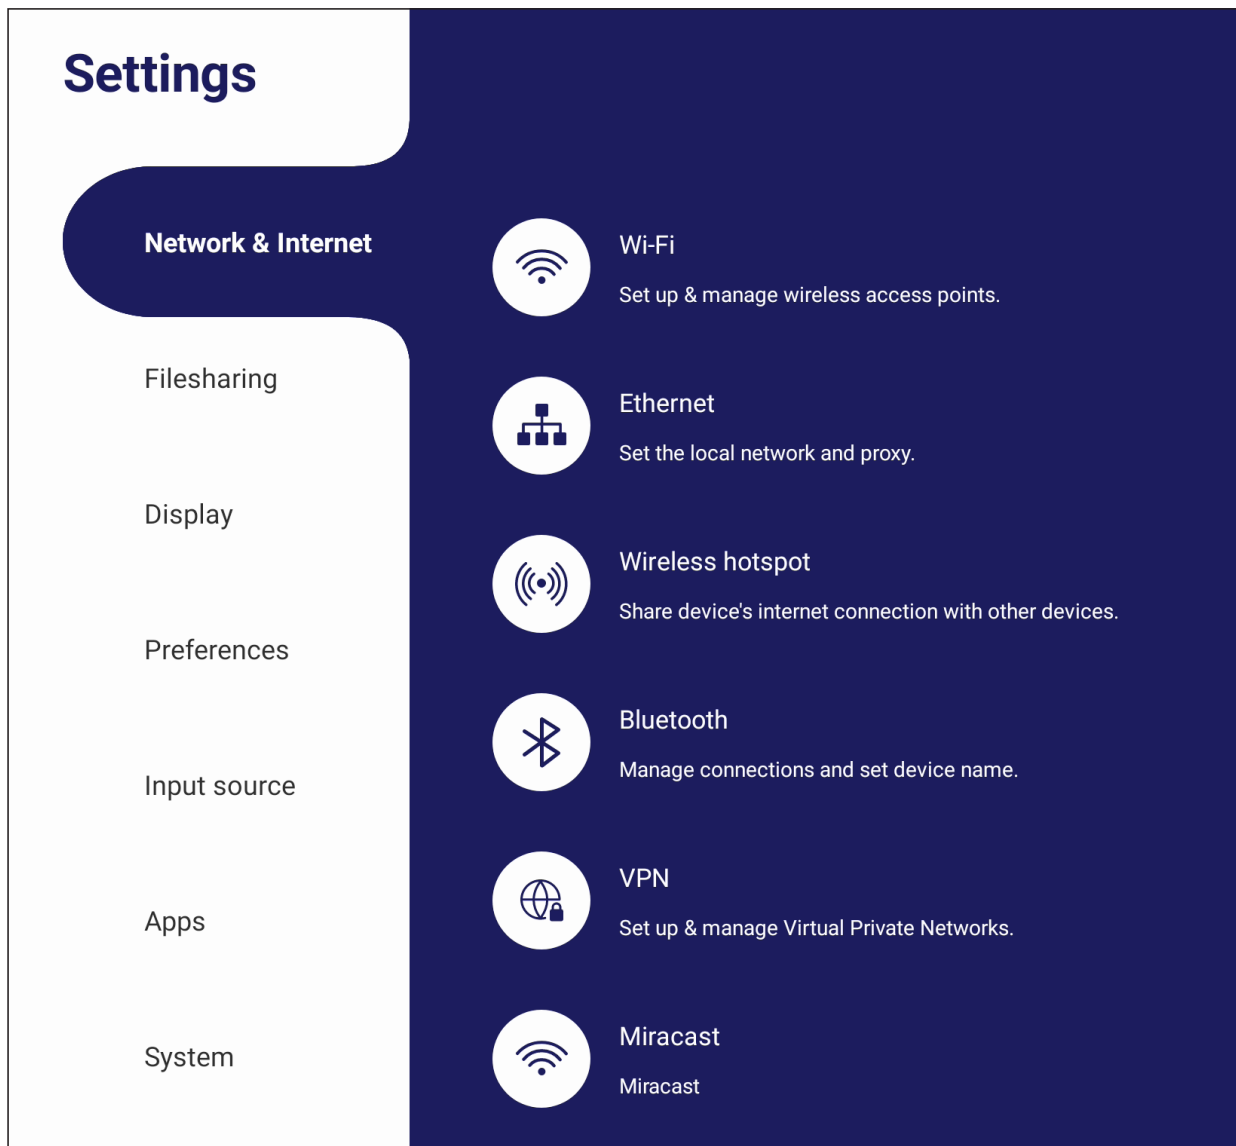 Settings
Network & Internet
Filesharing
Display
Preferences
Input source
Apps
System
Wi-Fi
Set up & manage wireless access points.
Ethernet
Set the local network and proxy.
Wireless hotspot
Share device's internet connection with other devices.
Bluetooth
Manage connections and set device name.
VPN
Set up & manage Virtual Private Networks.
Miracast
Miracast